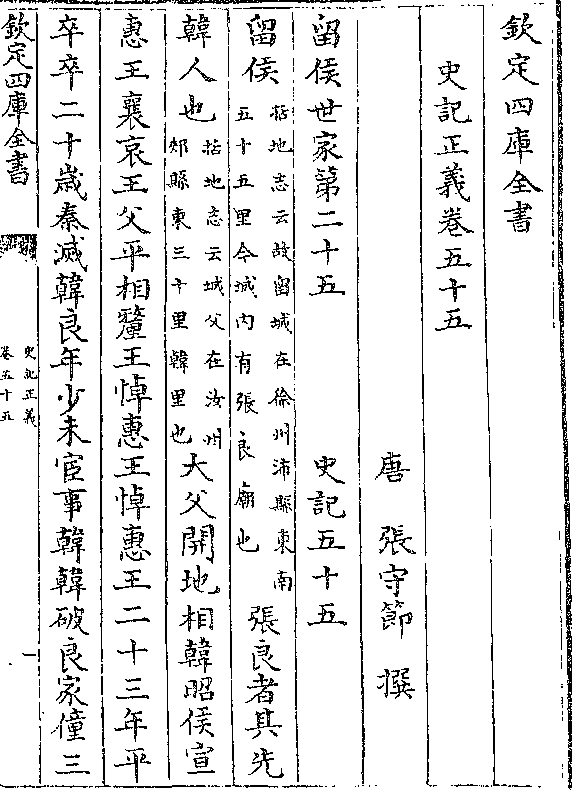 欽定四庫全書
史記正義卷五十五
唐　張守節　撰
留侯世家第二十五　史記五十五
留侯括地志云故留城在徐州沛縣東南五十五里今城内有張良廟也張良者其先
韓人也括地志云城父在汝州郟縣東三十里韓里也大父開地相韓昭侯宣
惠王襄哀王父平相釐王悼惠王悼惠王二十三年平
卒卒二十歲秦滅韓良年少未宦事韓韓破良家僮三
欽定四庫全書
史記正義
卷五十五
一